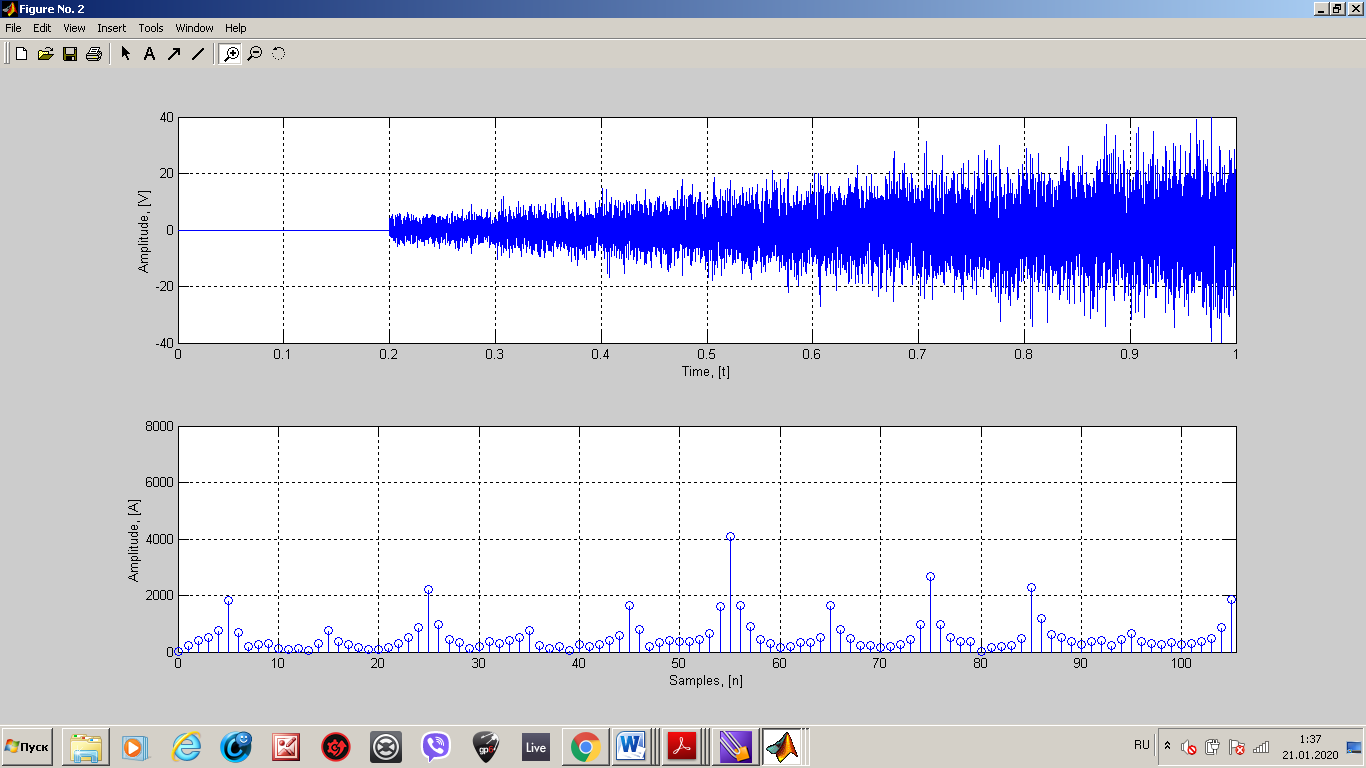 Figure No. 2
File Edit View Insert Tools Window Help
A
40
20
0
-20
-40
Amplitude, [V]
0 0.1 0.2 0.3 0.4 0.5 0.6 0.7 0.8 0.9 1
Time, [t]
8000
6000
4000
2000
0
Amplitude, [A]
0 10 20 30 40 50 60 70 80 90 100
Samples, [n]
Пуск
gp6
Live
W
RU
1:37
21.01.2020